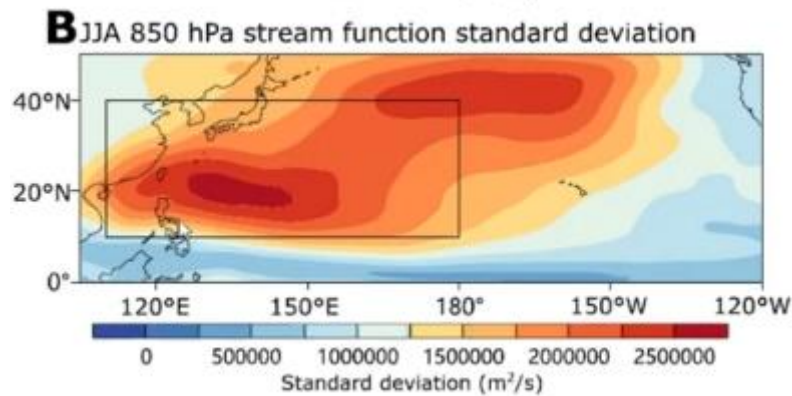 B JJA 850 hPa stream function standard deviation
40°N
20°N
0°
120°E 150°E 180° 150°W 120°W
0 500000 1000000 1500000 2000000 2500000
Standard deviation (m²/s)